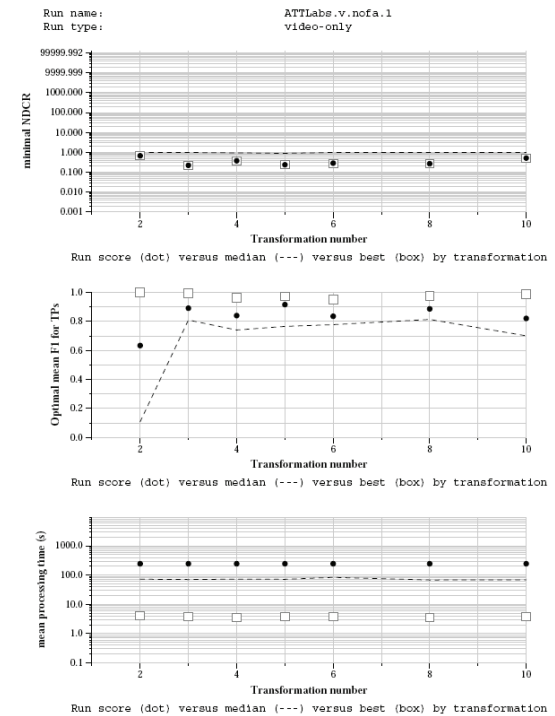 Run name: ATTLabs.v.nofa.1
Run type: video-only
minimal NDCR
99999.992
9999.999
1000.000
100.000
10.000
1.000
0.100
0.010
0.001
2 4 6 8 10
Transformation number
Run score (dot) versus median (---) versus best (box) by transformation
Optimal mean F1 for TPs
1.0
0.8
0.6
0.4
0.2
0.0
2 4 6 8 10
Transformation number
Run score (dot) versus median (---) versus best (box) by transformation
mean processing time (s)
1000.0
100.0
10.0
1.0
0.1
2 4 6 8 10
Transformation number
Run score (dot) versus median (---) versus best (box) by transformation